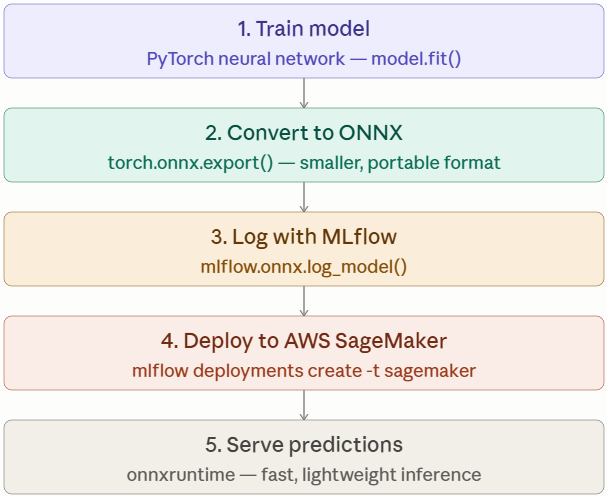 1. Train model
PyTorch neural network — model.fit()
2. Convert to ONNX
torch.onnx.export() — smaller, portable format
3. Log with MLflow
mlflow.onnx.log_model()
4. Deploy to AWS SageMaker
mlflow deployments create -t sagemaker
5. Serve predictions
onnxruntime — fast, lightweight inference